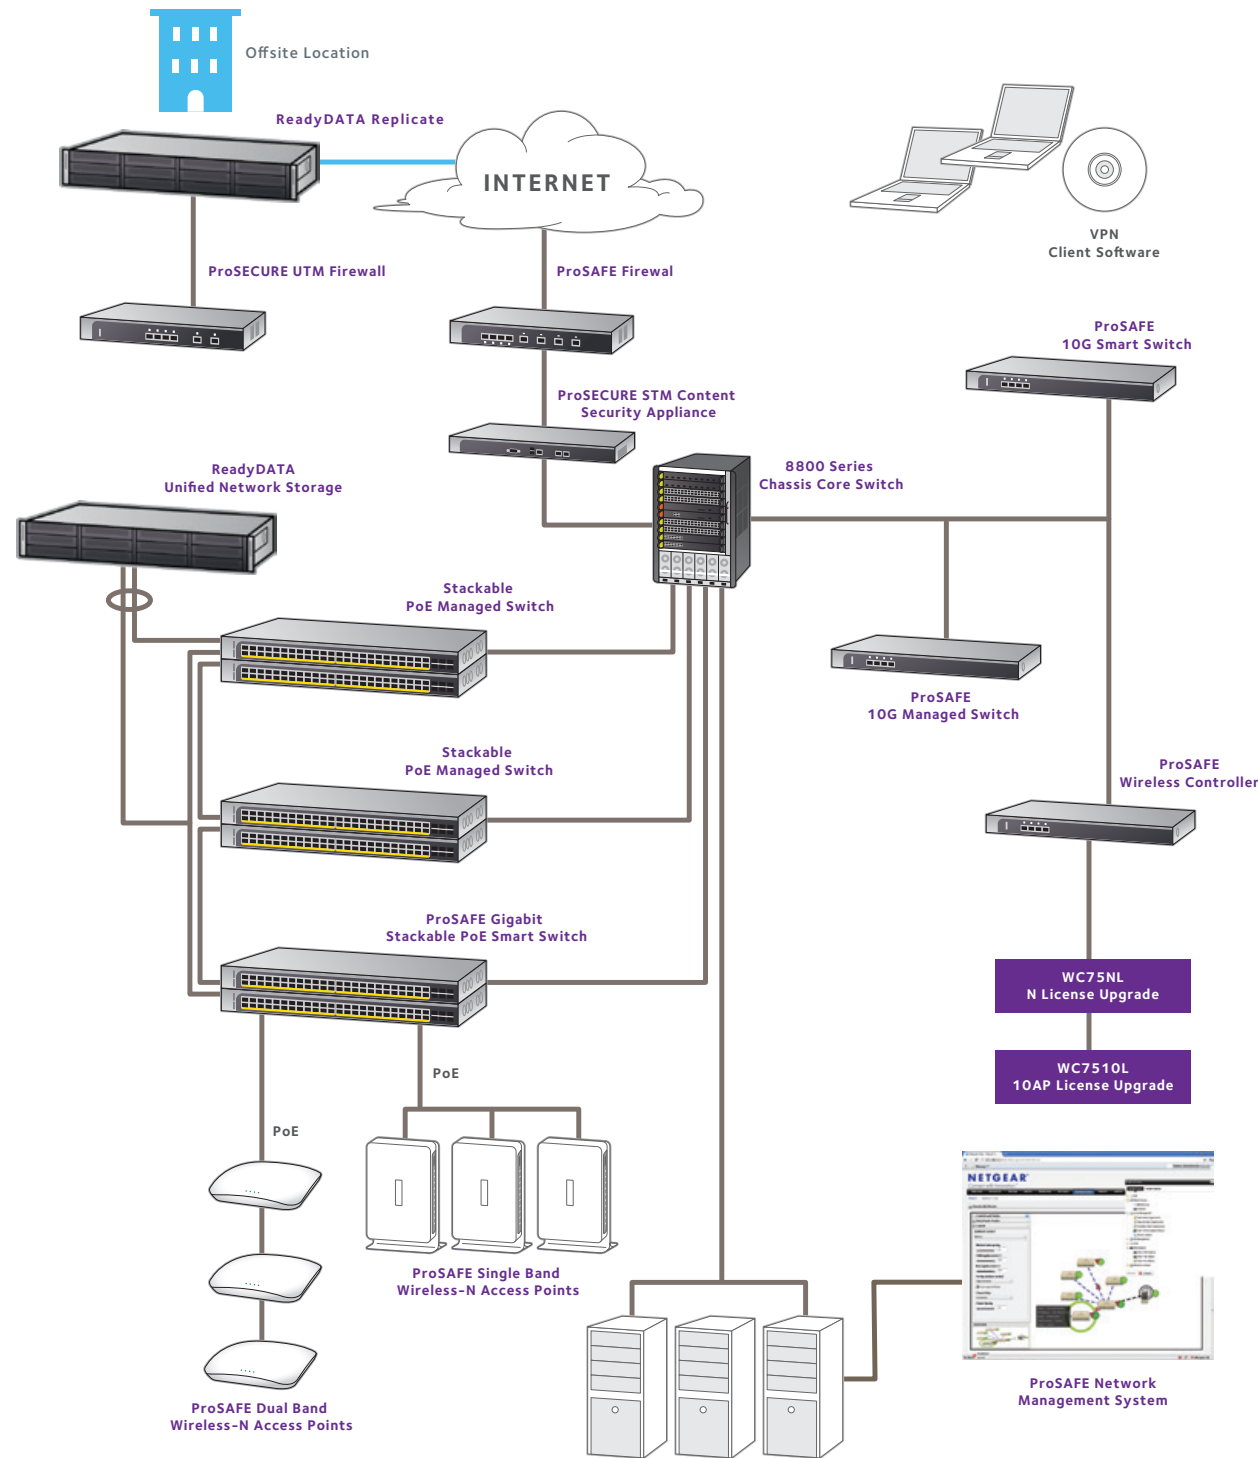 Offsite Location
ReadyDATA Replicate
INTERNET
VPN
Client Software
ProSECURE UTM Firewall
ProSAFE Firewal
ProSAFE
10G Smart Switch
ProSECURE STM Content
Security Appliance
ReadyDATA
Unified Network Storage
8800 Series
Chassis Core Switch
Stackable
PoE Managed Switch
ProSAFE
10G Managed Switch
Stackable
PoE Managed Switch
ProSAFE
Wireless Controller
ProSAFE Gigabit
Stackable PoE Smart Switch
WC75NL
N License Upgrade
WC7510L
10AP License Upgrade
PoE
PoE
NETGEAR
ProSAFE Single Band
Wireless-N Access Points
ProSAFE Dual Band
Wireless-N Access Points
ProSAFE Network
Management System